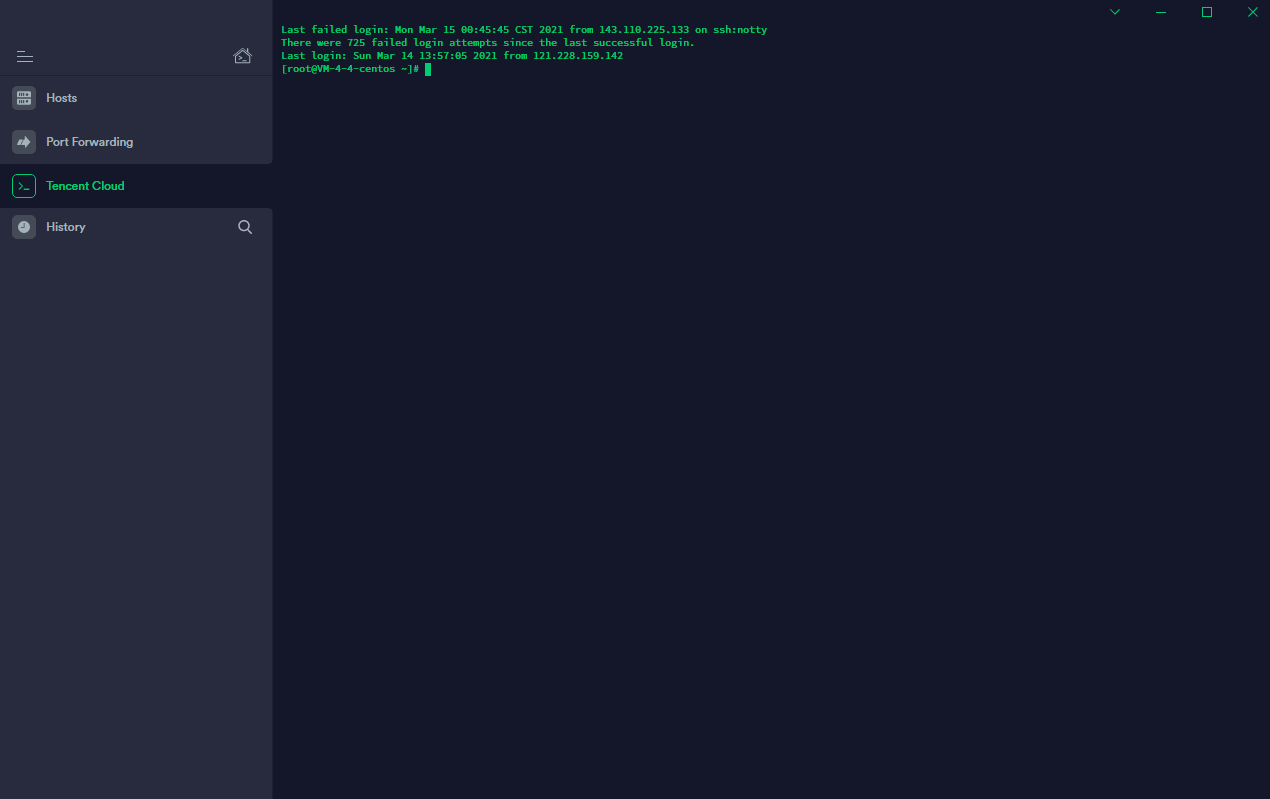 Hosts
Port Forwarding
Tencent Cloud
History
Last failed login: Mon Mar 15 00:45:45 CST 2021 from 143.110.225.133 on ssh:notty
There were 725 failed login attempts since the last successful login.
Last login: Sun Mar 14 13:57:05 2021 from 121.228.159.142
[root@VM-4-4-centos ~]#